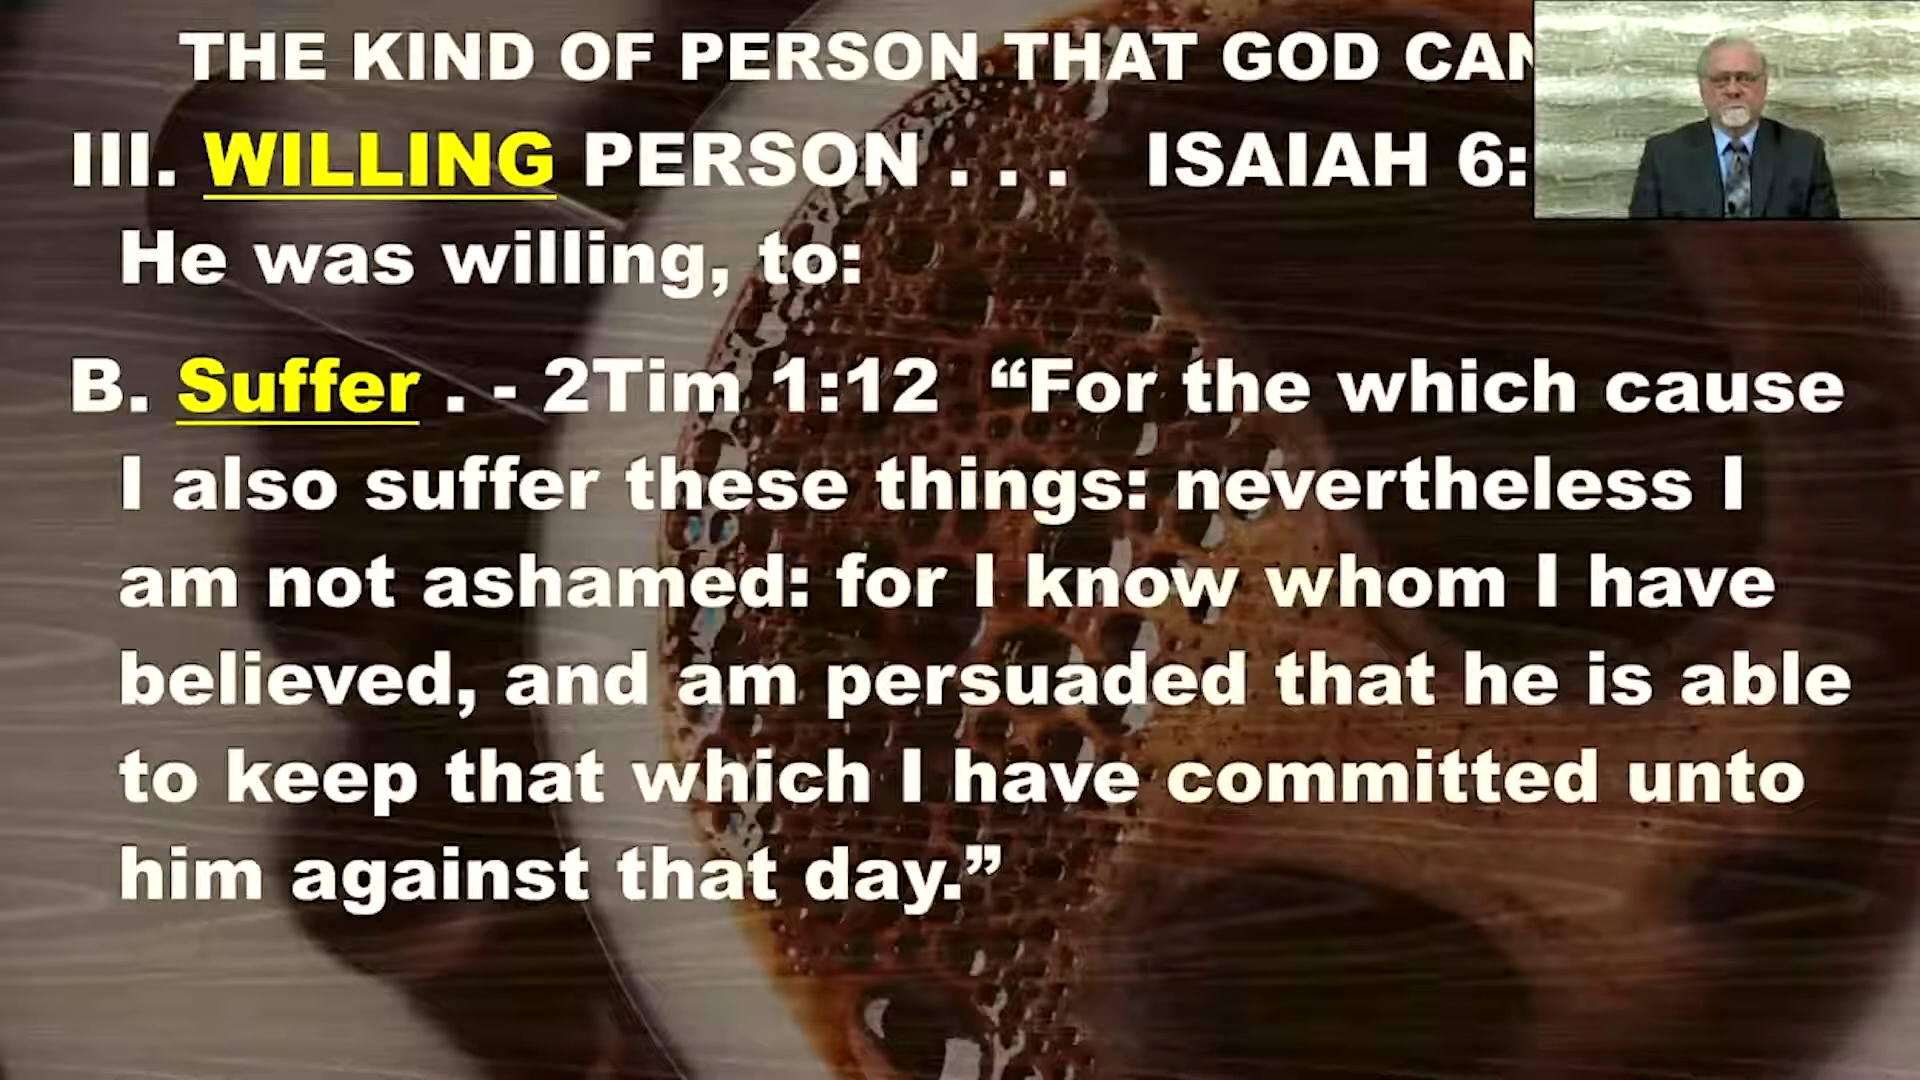 THE KIND OF PERSON THAT GOD CAN
III. WILLING PERSON . . . ISAIAH 6:
He was willing, to:
B. Suffer . - 2Tim 1:12 “For the which cause
I also suffer these things: nevertheless I
am not ashamed: for I know whom I have
believed, and am persuaded that he is able
to keep that which I have committed unto
him against that day.”